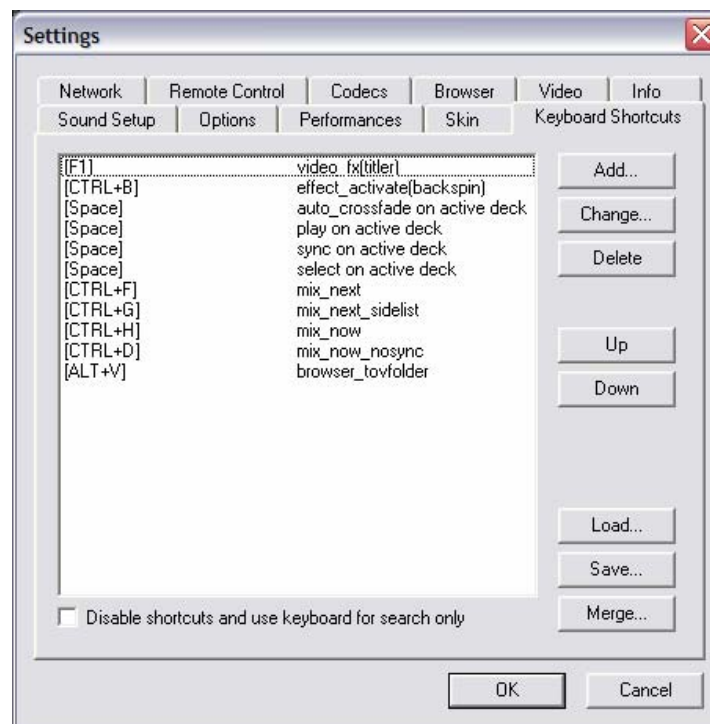 Settings
Network Remote Control Codecs Browser Video Info
Sound Setup Options Performances Skin Keyboard Shortcuts
[F1] video_fx(titler)
[CTRL+B] effect_activate(backspin)
[Space] auto_crossfade on active deck
[Space] play on active deck
[Space] sync on active deck
[Space] select on active deck
[CTRL+F] mix_next
[CTRL+G] mix_next_sidelist
[CTRL+H] mix_now
[CTRL+D] mix_now_nosync
[ALT+V] browser_tovfolder
Add...
Change...
Delete
Up
Down
Load...
Save...
Merge...
Disable shortcuts and use keyboard for search only
OK Cancel